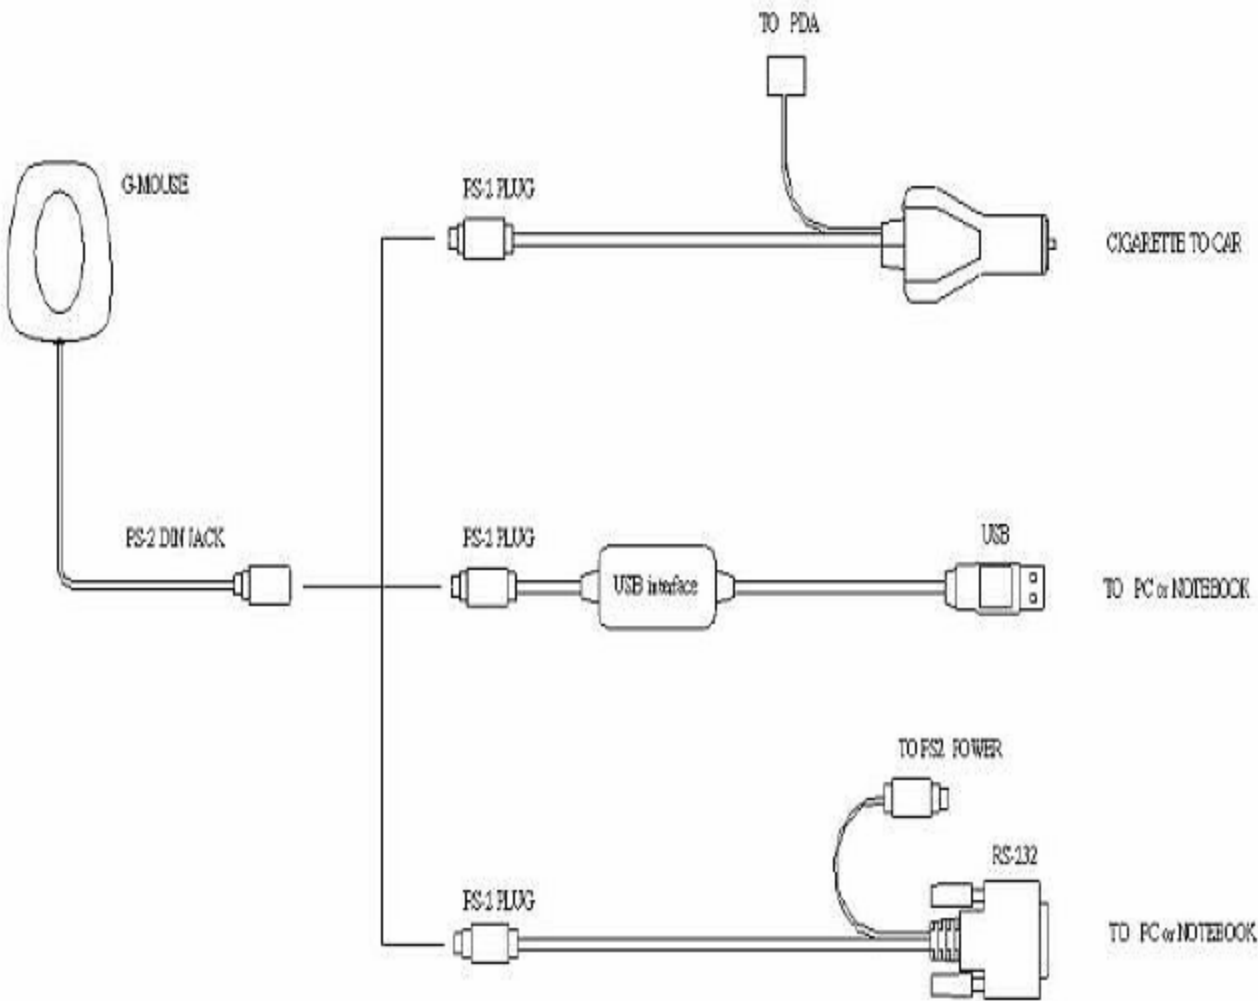 TO PDA
G-MOUSE
PS-2 PLUG
CIGARETTE TO CAR
PS-2 DIN JACK
PS-2 PLUG
USB interface
USB
TO PC or NOTEBOOK
TO PS2 POWER
RS-232
PS-2 PLUG
TO PC or NOTEBOOK